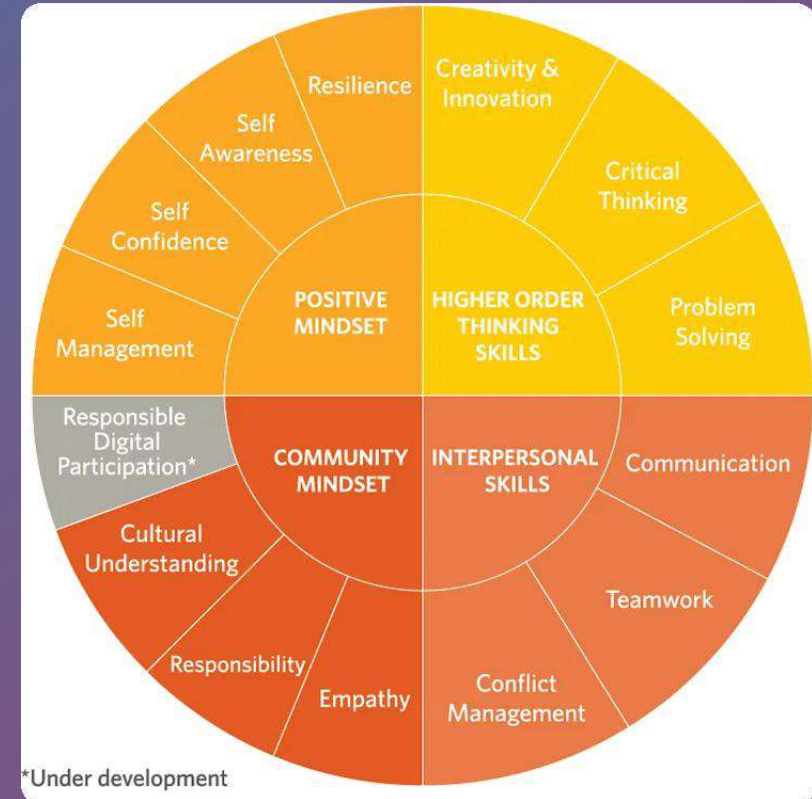 Resilience
Self
Awareness
Self
Confidence
Self
Management
POSITIVE
MINDSET
Creativity &
Innovation
Critical
Thinking
Problem
Solving
HIGHER ORDER
THINKING
SKILLS
Responsible
Digital
Participation*
Cultural
Understanding
Responsibility
Empathy
COMMUNITY
MINDSET
INTERPERSONAL
SKILLS
Communication
Teamwork
Conflict
Management
*Under development